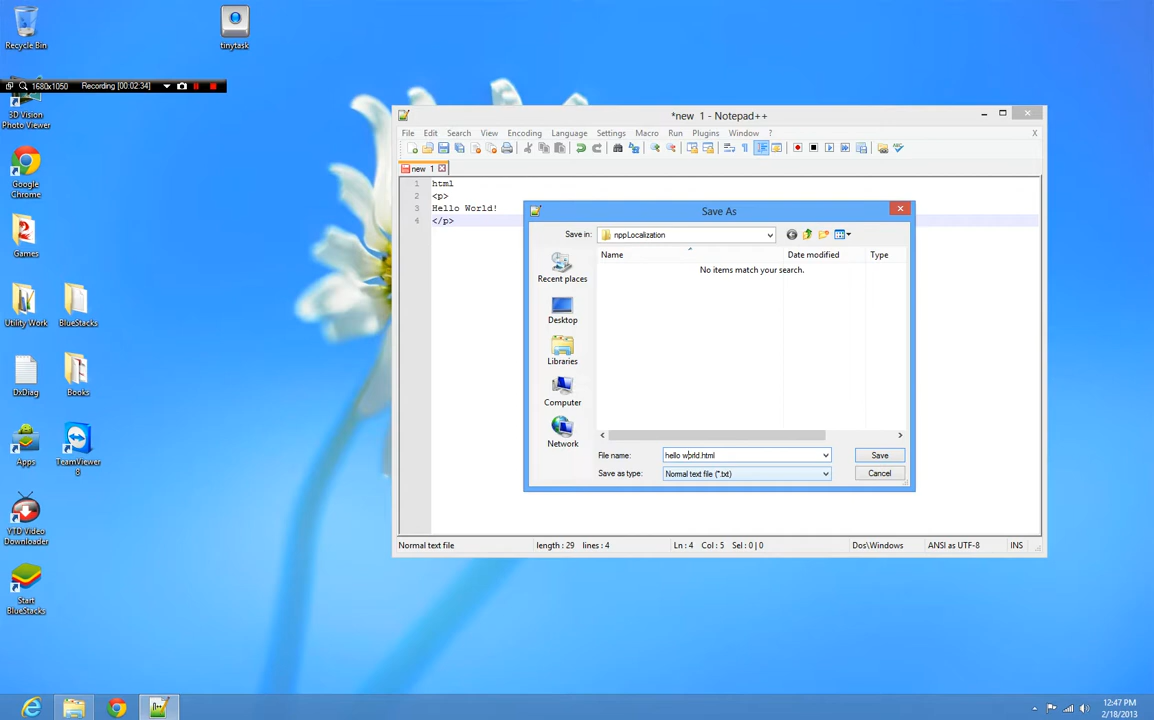 Recycle Bin
tinytask
1680x1050 Recording [00:02:34]
3D Vision
Photo Viewer
Google
Chrome
Games
Utility Work
BlueStacks
DxDiag
Books
Apps
TeamViewer
8
YTD Video
Downloader
Start
BlueStacks
*new 1 - Notepad++
File Edit Search View Encoding Language Settings Macro Run Plugins Window ? X
new 1
1 html
2 <p>
3 Hello World!
4 </p>
Save As
Save in: nppLocalization
Name Date modified Type
No items match your search.
Recent places
Desktop
Libraries
Computer
Network
File name: hello world.html Save
Save as type: Normal text file (*.txt) Cancel
Normal text file length : 29 lines : 4 Ln : 4 Col : 5 Sel : 0 | 0 Dos\Windows ANSI as UTF-8 INS
12:47 PM
2/18/2013